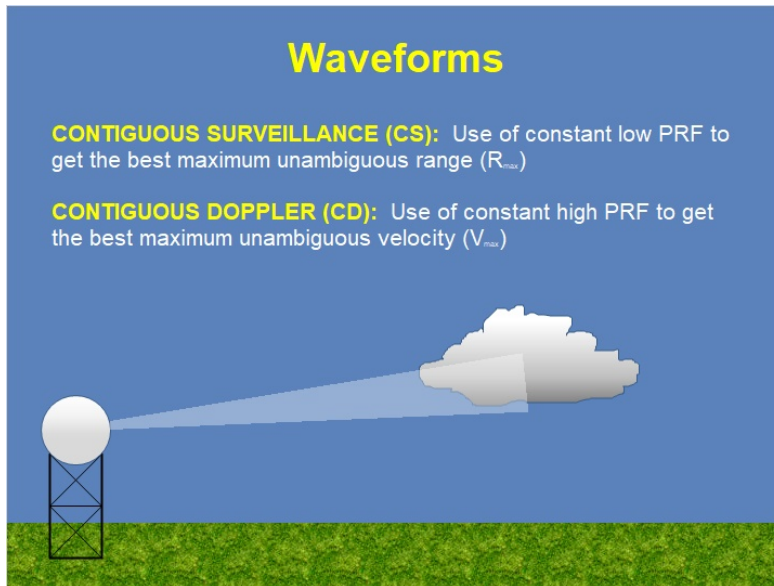 Waveforms
CONTIGUOUS SURVEILLANCE (CS): Use of constant low PRF to
get the best maximum unambiguous range (Rmax)
CONTIGUOUS DOPPLER (CD): Use of constant high PRF to get
the best maximum unambiguous velocity (Vmax)